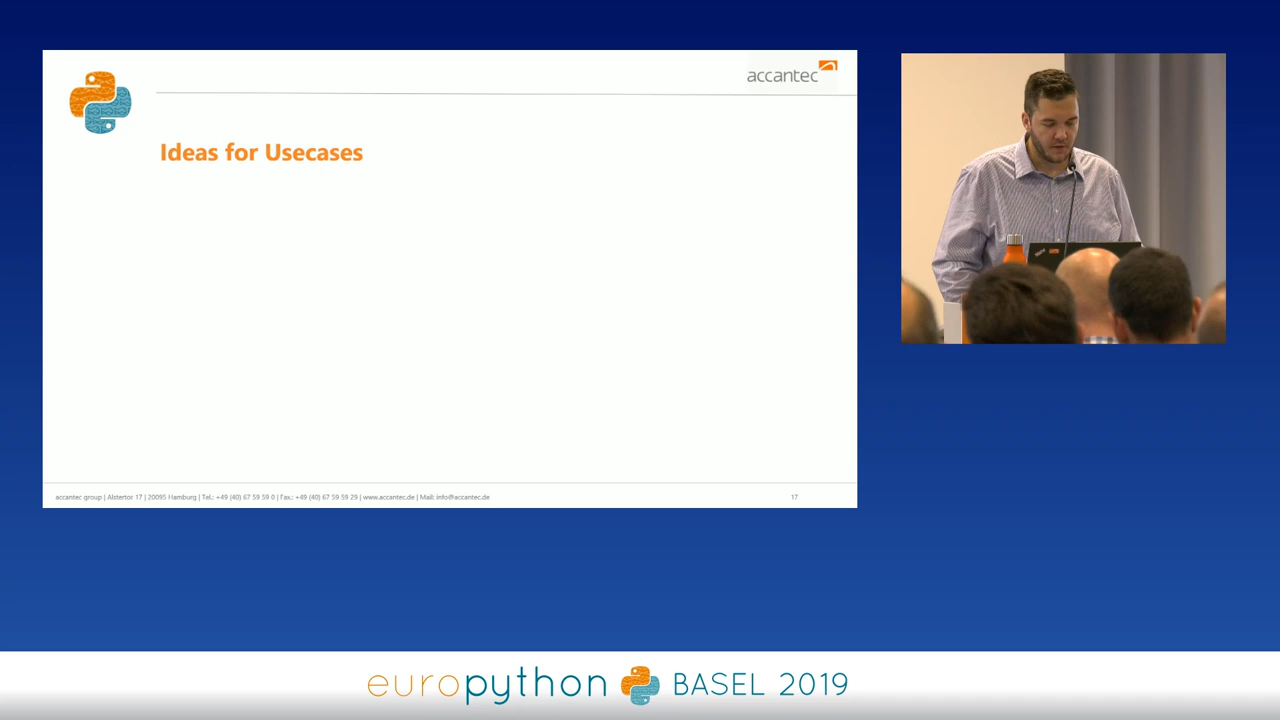 accantec
Ideas for Usecases
accantec group | Alstertor 17 | 20095 Hamburg | Tel.: +49 (40) 67 59 59 0 | Fax.: +49 (40) 67 59 59 29 | www.accantec.de | Mail: info@accantec.de
17
europython BASEL 2019